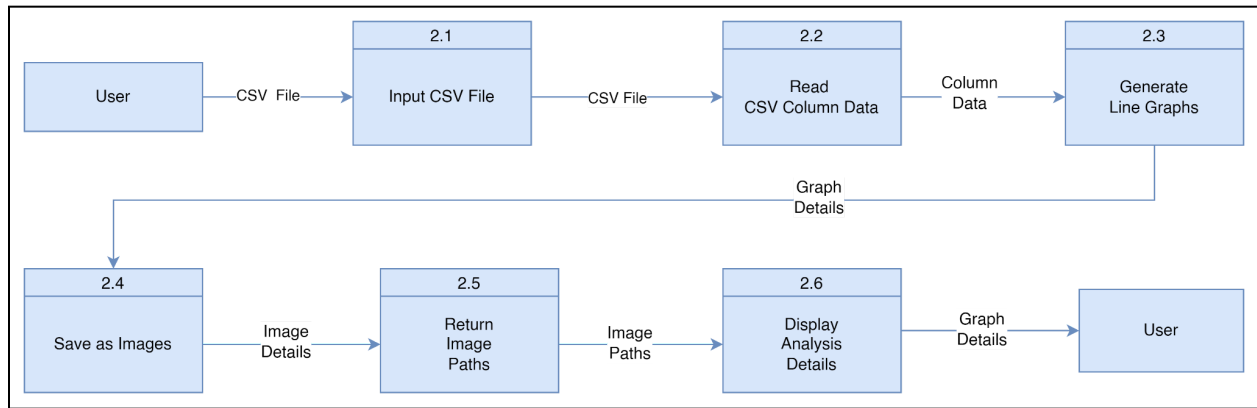 2.1
2.2
2.3
User
CSV File
Input CSV File
CSV File
Read
CSV Column Data
Column
Data
Generate
Line Graphs
Graph
Details
2.4
2.5
2.6
Save as Images
Image
Details
Return
Image
Paths
Image
Paths
Display
Analysis
Details
Graph
Details
User